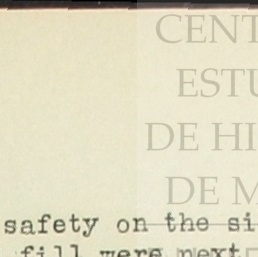 CENT
ESTU
DE HI
DE M
safety on the si
fill were next